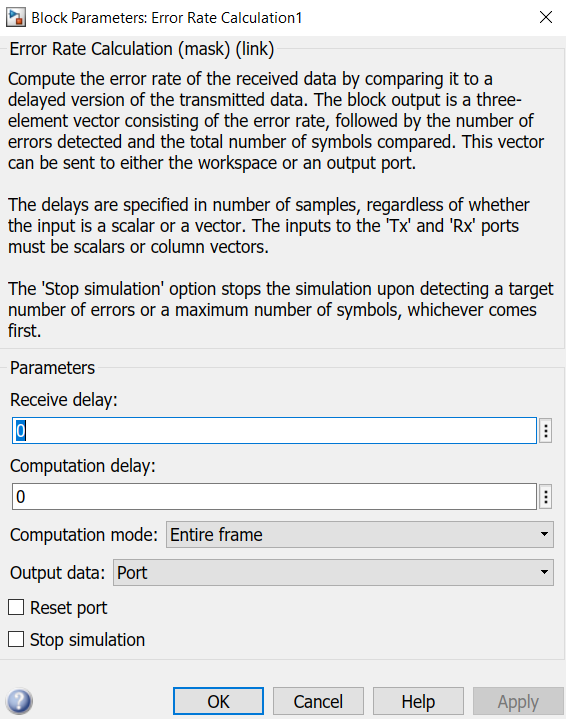 Block Parameters: Error Rate Calculation1
Error Rate Calculation (mask) (link)
Compute the error rate of the received data by comparing it to a
delayed version of the transmitted data. The block output is a three-
element vector consisting of the error rate, followed by the number of
errors detected and the total number of symbols compared. This vector
can be sent to either the workspace or an output port.
The delays are specified in number of samples, regardless of whether
the input is a scalar or a vector. The inputs to the 'Tx' and 'Rx' ports
must be scalars or column vectors.
The 'Stop simulation' option stops the simulation upon detecting a target
number of errors or a maximum number of symbols, whichever comes
first.
Parameters
Receive delay:
0
Computation delay:
0
Computation mode: Entire frame
Output data: Port
Reset port
Stop simulation
? OK Cancel Help Apply